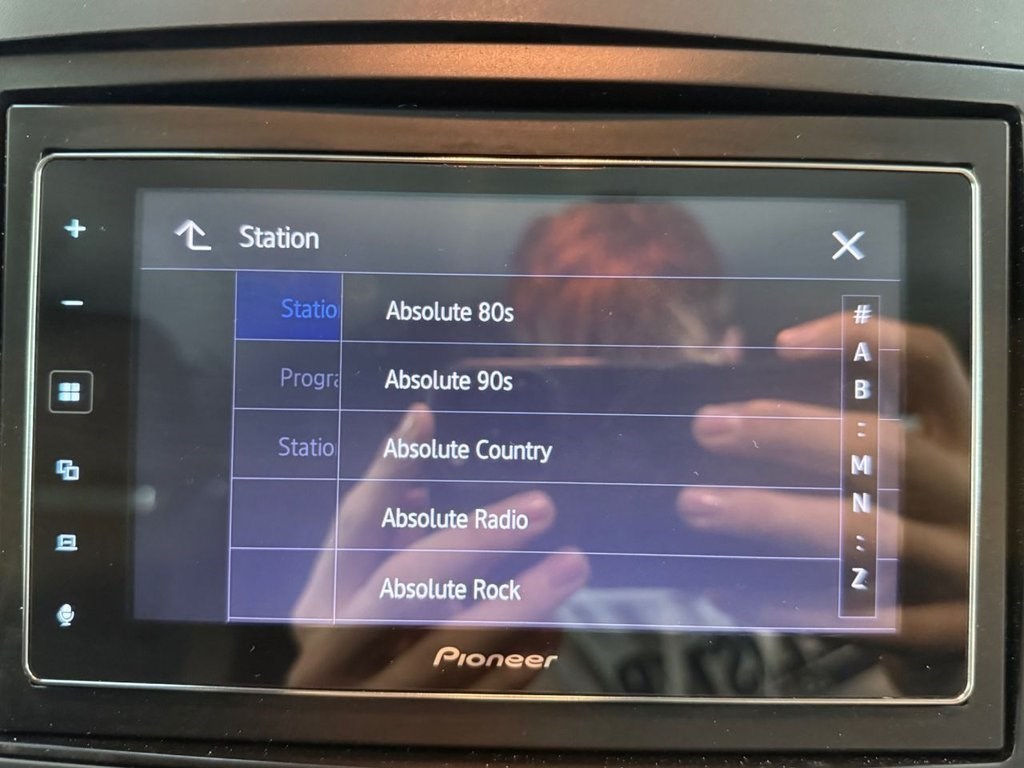 Station
Statio
Absolute 80s
Progra
Absolute 90s
Statio
Absolute Country
Absolute Radio
Absolute Rock
#
A
B
:
M
N
:
Z
Pioneer